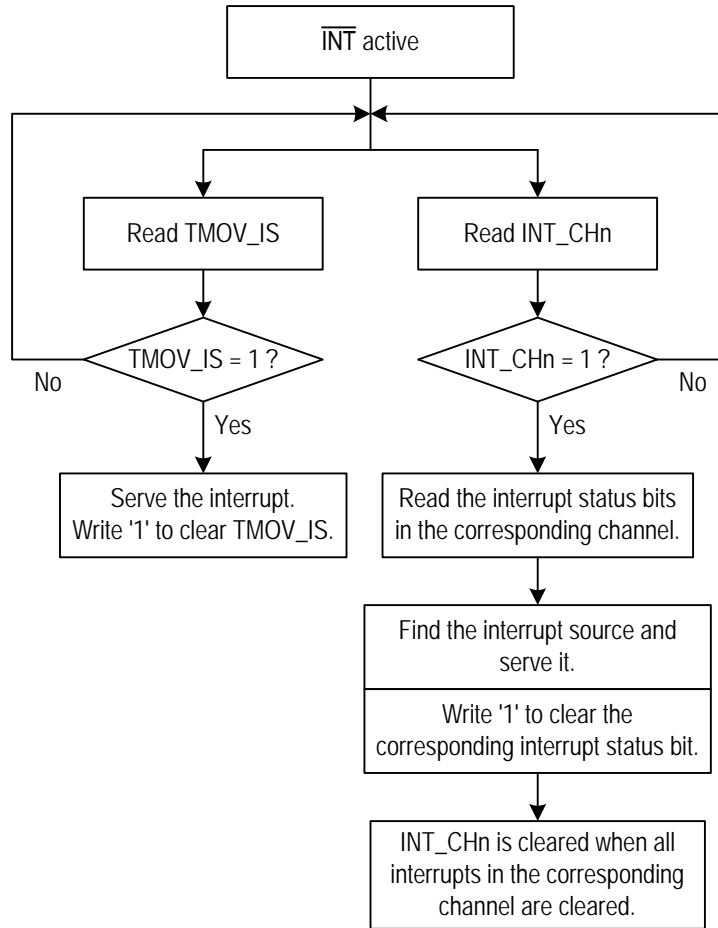 I̅N̅T̅ active
Read TMOV_IS
Read INT_CHn
TMOV_IS = 1 ?
INT_CHn = 1 ?
No
No
Yes
Yes
Serve the interrupt.
Write '1' to clear TMOV_IS.
Read the interrupt status bits
in the corresponding channel.
Find the interrupt source and
serve it.
Write '1' to clear the
corresponding interrupt status bit.
INT_CHn is cleared when all
interrupts in the corresponding
channel are cleared.